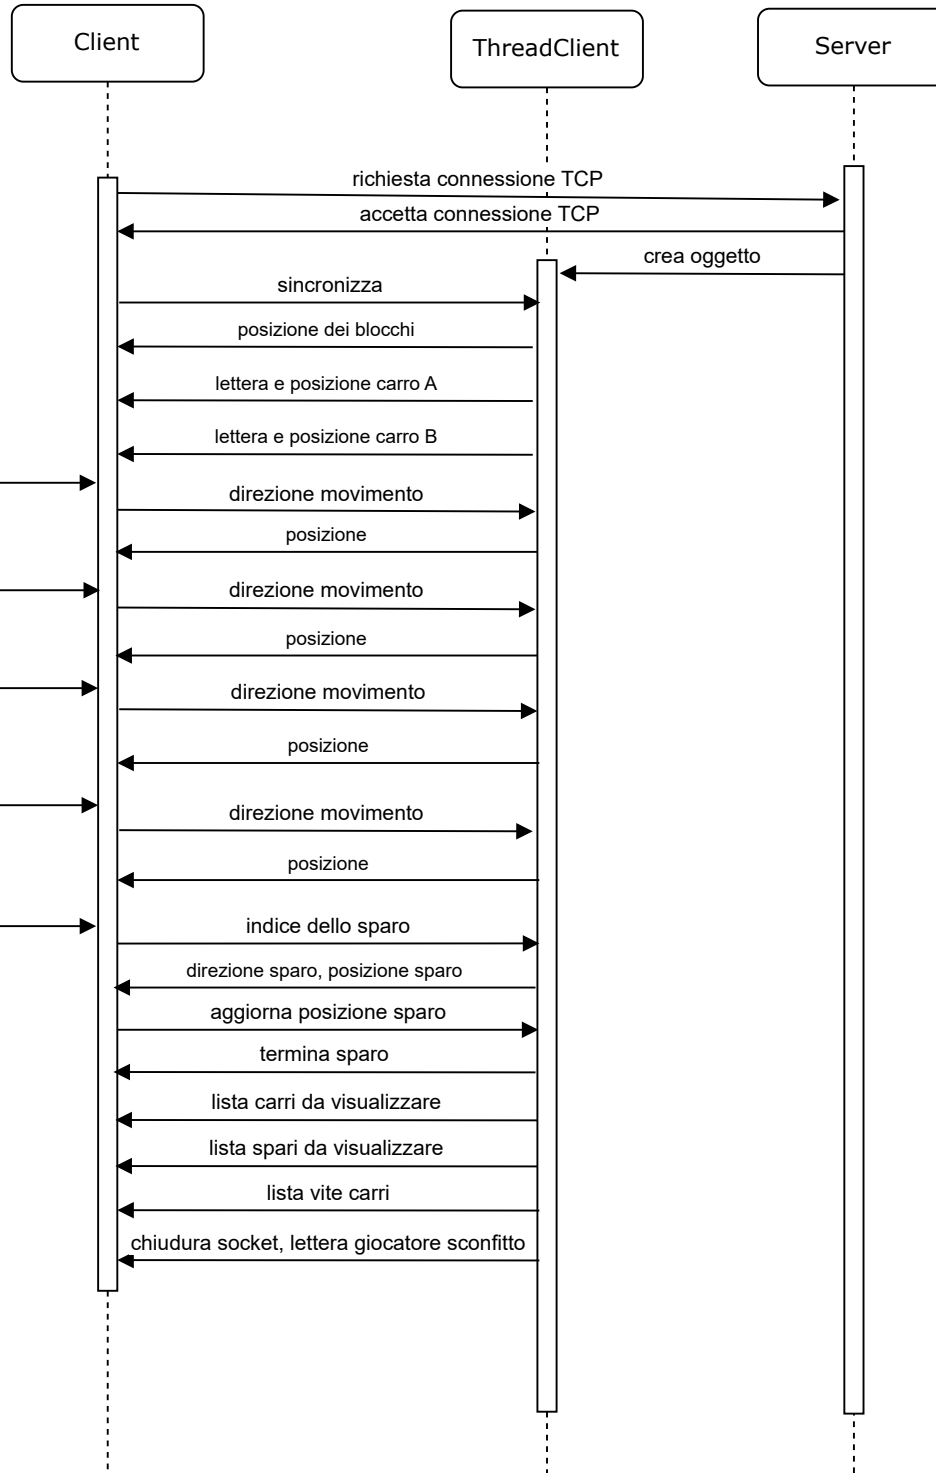 Client
ThreadClient
Server
richiesta connessione TCP
accetta connessione TCP
crea oggetto
sincronizza
posizione dei blocchi
lettera e posizione carro A
lettera e posizione carro B
direzione movimento
posizione
direzione movimento
posizione
direzione movimento
posizione
direzione movimento
posizione
indice dello sparo
direzione sparo, posizione sparo
aggiorna posizione sparo
termina sparo
lista carri da visualizzare
lista spari da visualizzare
lista vite carri
chiudura socket, lettera giocatore sconfitto